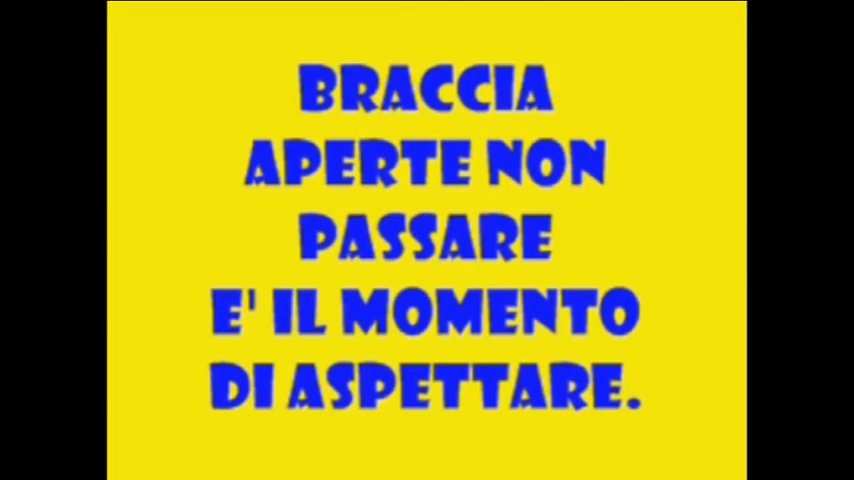 BRACCIA
APERTE NON
PASSARE
E' IL MOMENTO
DI ASPETTARE.